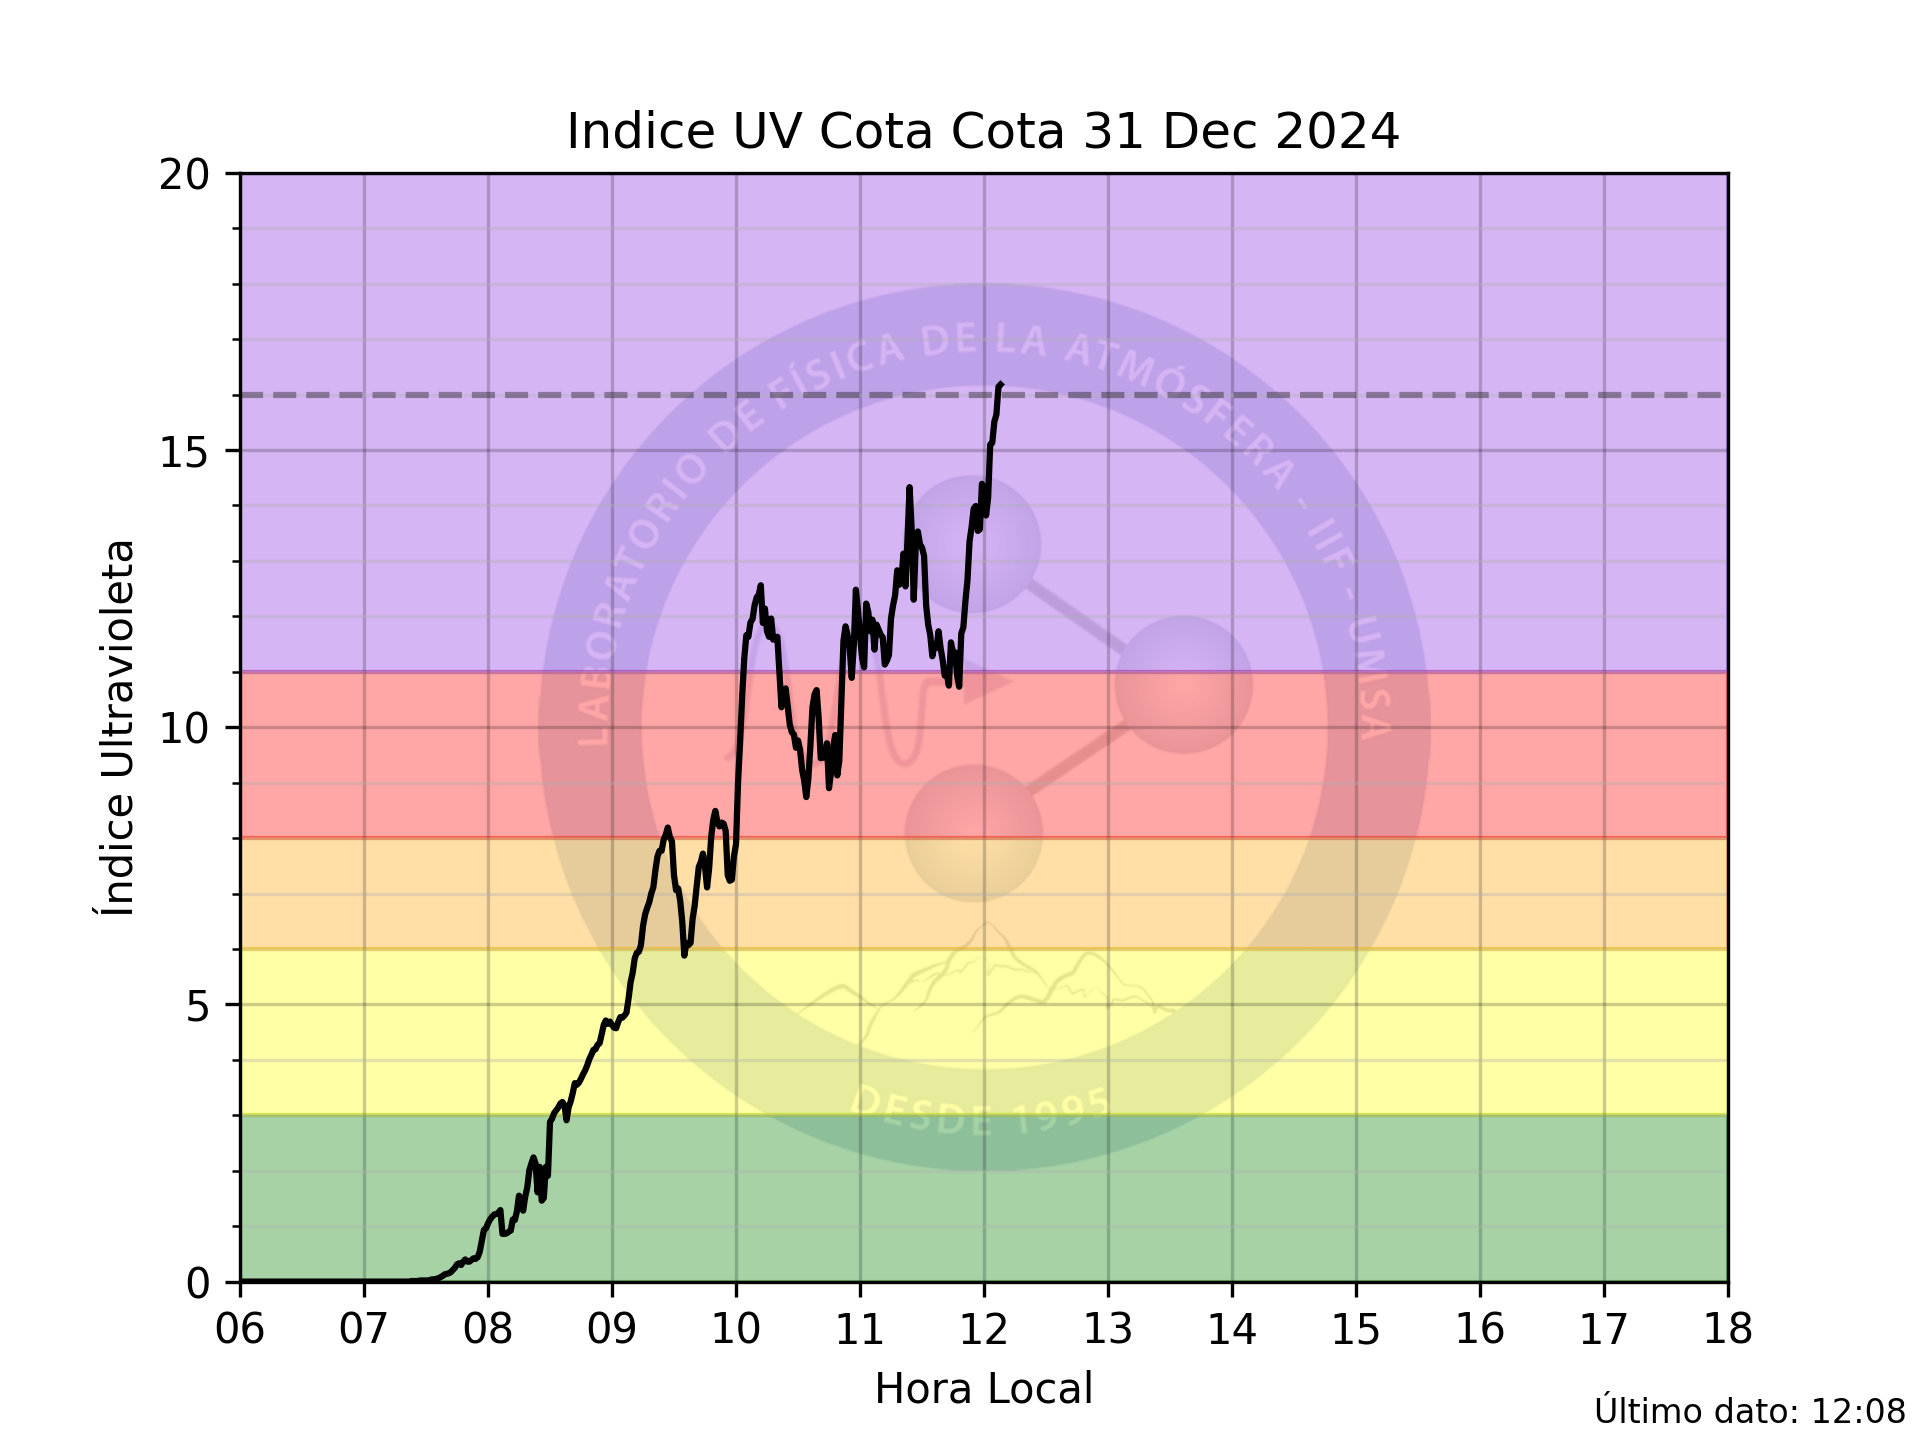 Indice UV Cota Cota 31 Dec 2024
20
15
10
5
0
Índice Ultravioleta
LABORATORIO DE FÍSICA DE LA ATMÓSFERA - IIF - UMSA
DESDE 1995
06 07 08 09 10 11 12 13 14 15 16 17 18
Hora Local
Último dato: 12:08